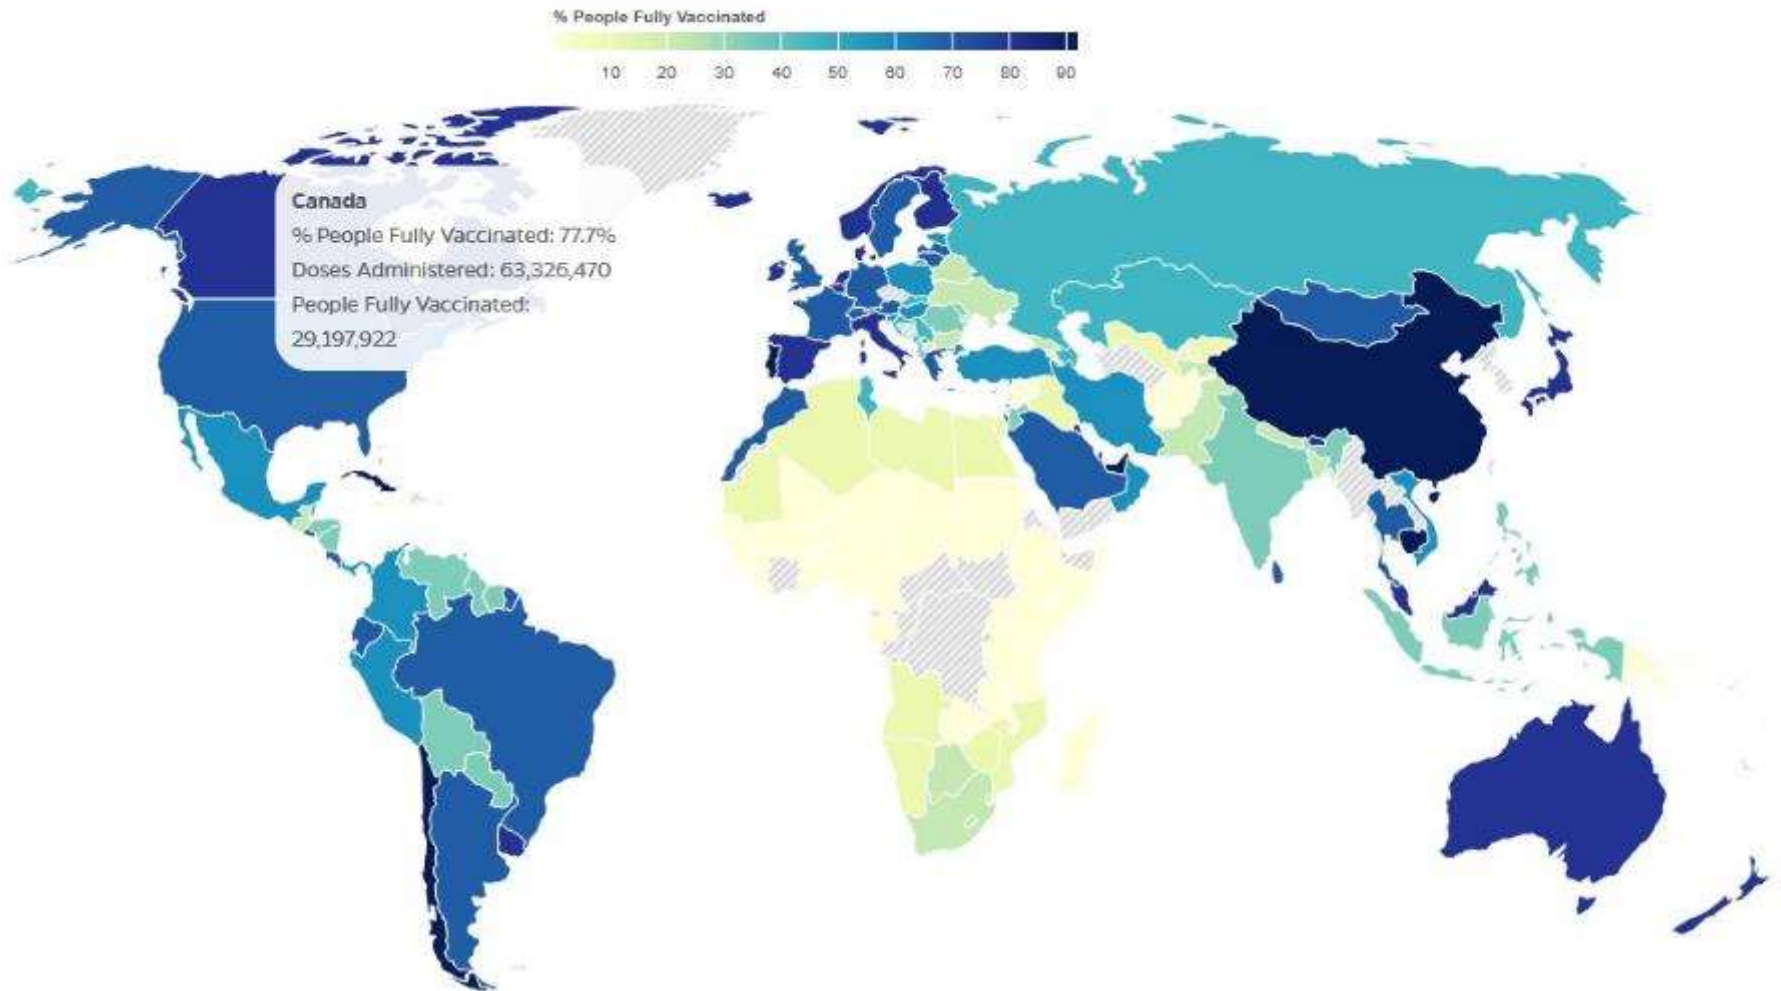 % People Fully Vaccinated
10 20 30 40 50 60 70 80 90
Canada
% People Fully Vaccinated: 77.7%
Doses Administered: 63,326,470
People Fully Vaccinated:
29,197,922